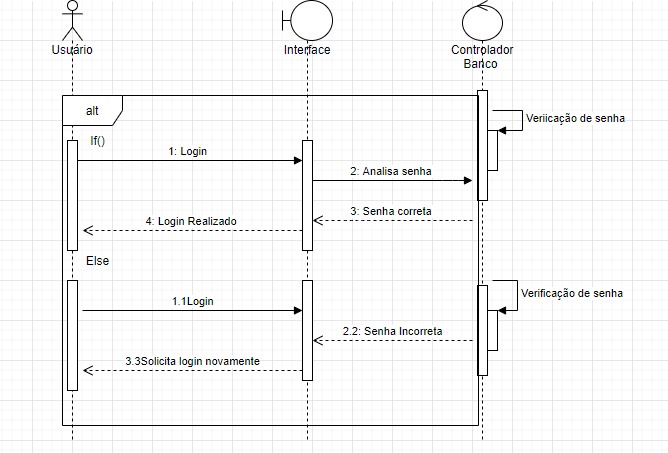 Usuário
Interface
Controlador
Banco
alt
Veriicação de senha
If()
1: Login
2: Analisa senha
3: Senha correta
4: Login Realizado
Else
Verificação de senha
1.1Login
2.2: Senha Incorreta
3.3Solicita login novamente